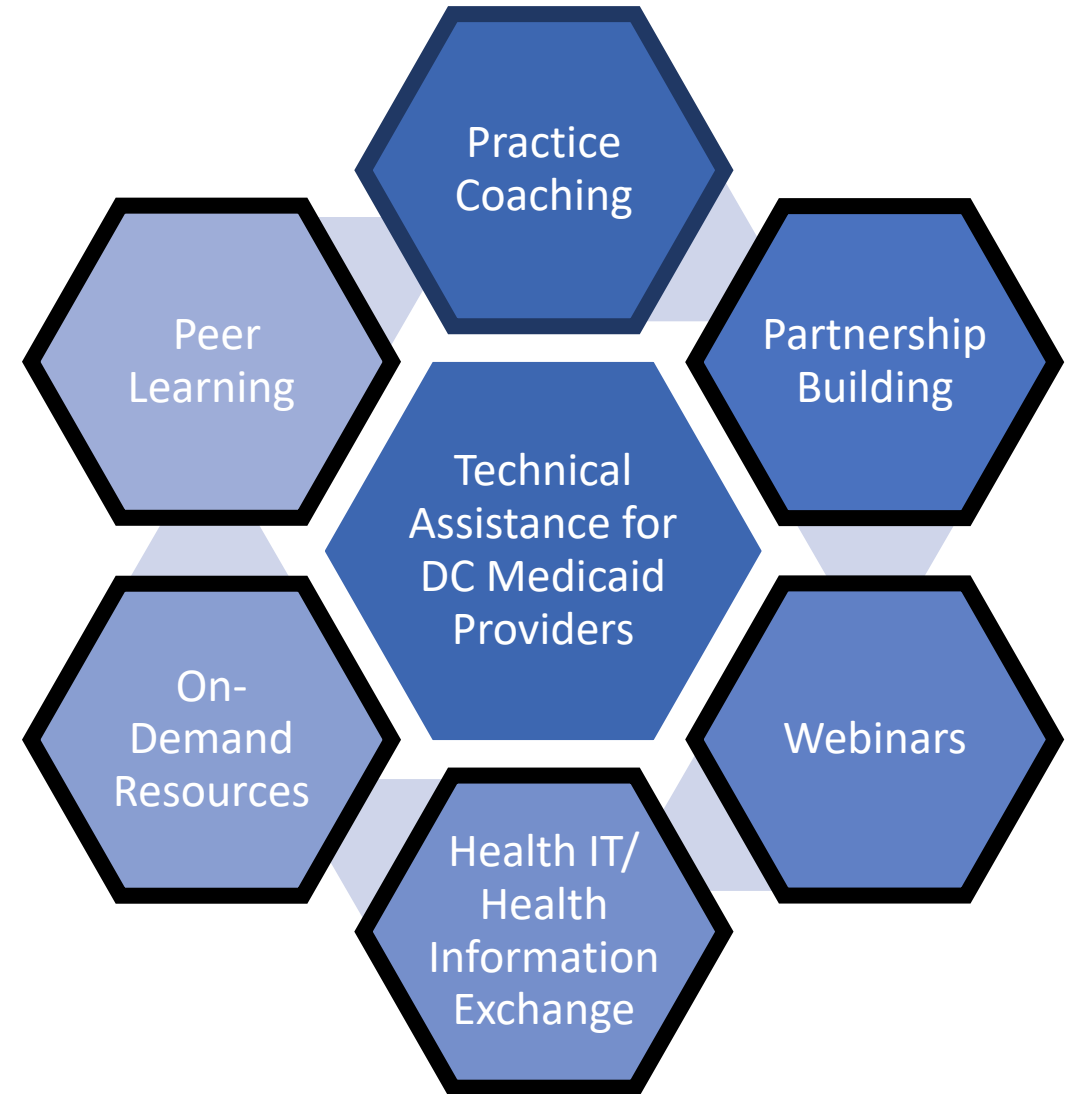 Practice
Coaching
Partnership
Building
Webinars
Health IT/
Health
Information
Exchange
On-
Demand
Resources
Peer
Learning
Technical
Assistance for
DC Medicaid
Providers